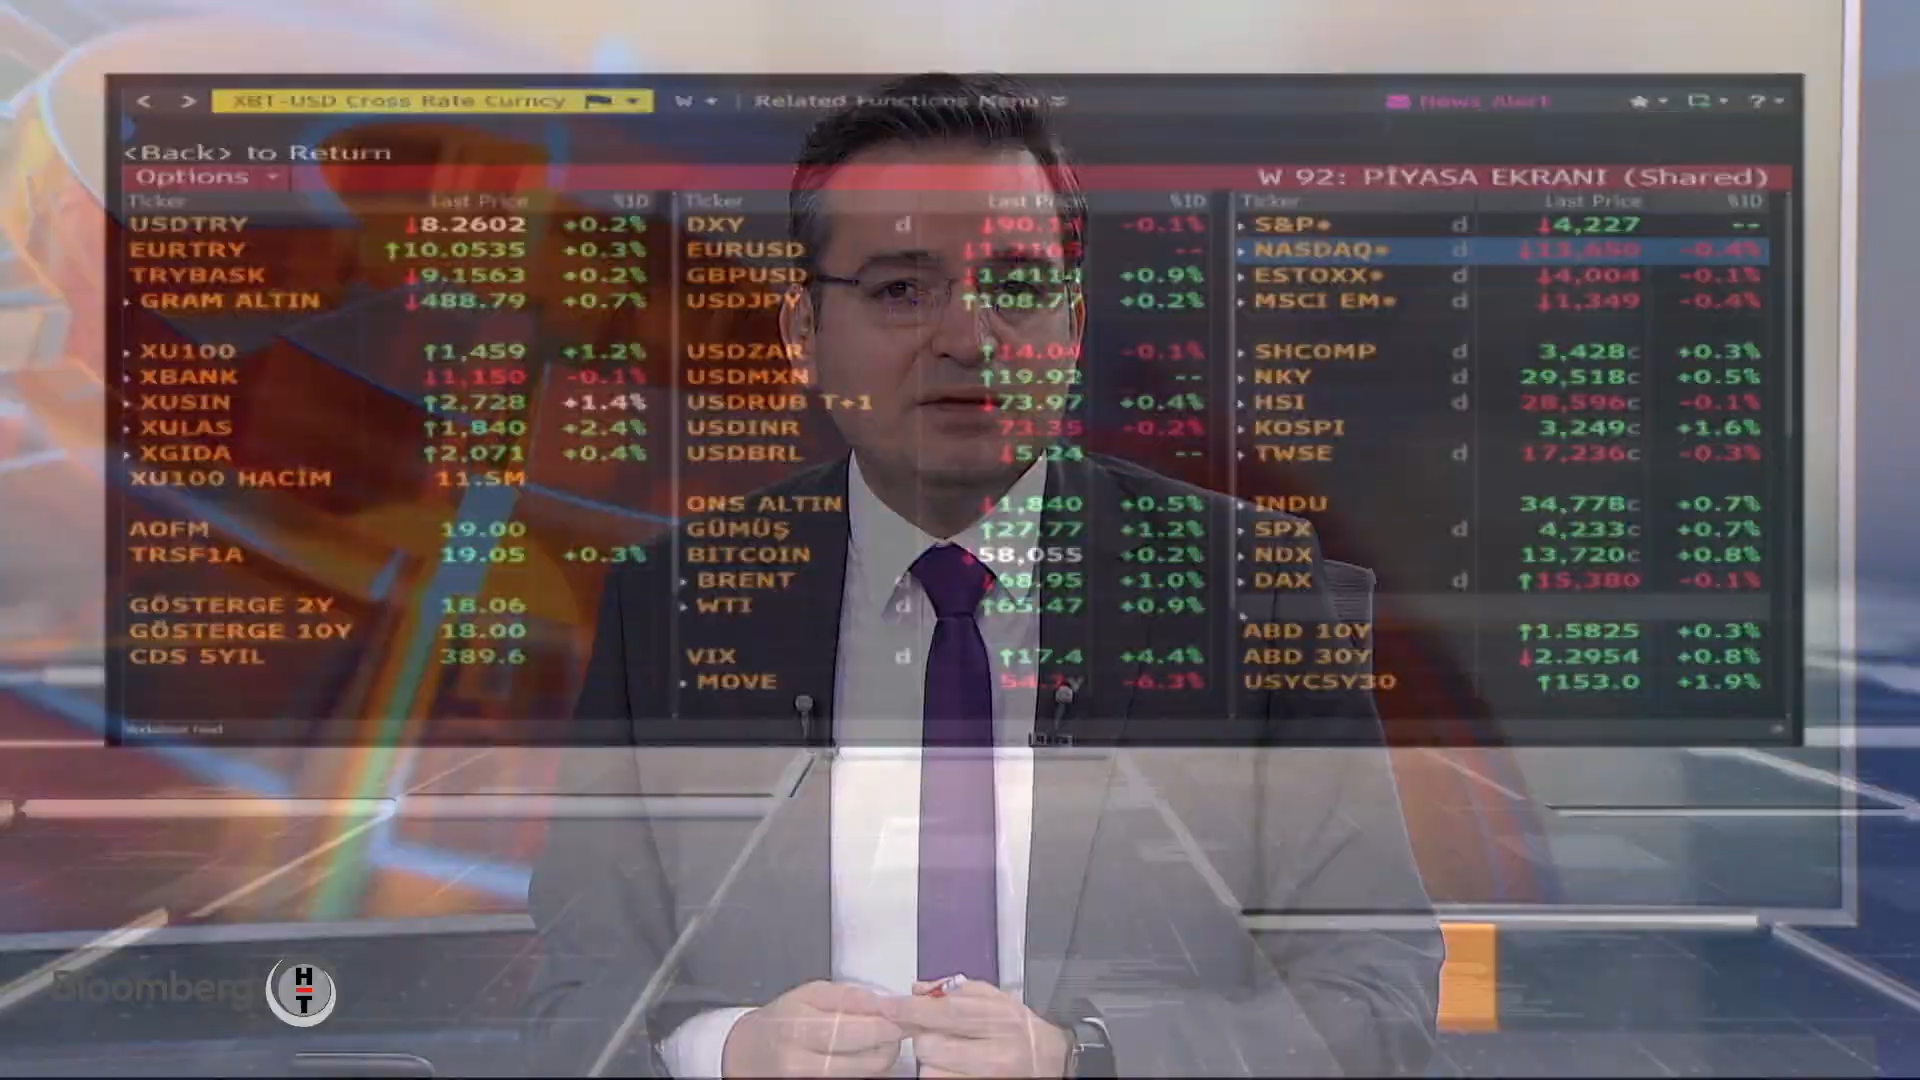 XBT-USD Cross Rate Curncy W Related Functions Menu News Alert ?
<Back> to Return
Options W 92: PİYASA EKRANI (Shared)
Ticker Last Price %1D Ticker %1D Ticker Last Price %1D
USDTRY ↓8.2602 +0.2% DXY d -0.1% S&P d ↓4,227 --
EURTRY ↑10.0535 +0.3% EURUSD -- NASDAQ d ↓13,650 -0.4%
TRYBASK ↓9.1563 +0.2% GBPUSD ↓1.4114 +0.9% ESTOXX d ↓4,004 -0.1%
GRAM ALTIN ↓488.79 +0.7% USDJPY ↑108.77 +0.2% MSCI EM d ↓1,349 -0.4%
XU100 ↑1,459 +1.2% USDZAR ↑14.04 -0.1% SHCOMP d 3,428c +0.3%
XBANK ↓1,150 -0.1% USDMXN ↑19.92 -- NKY d 29,518c +0.5%
XUSIN ↑2,728 +1.4% USDRUB T+1 ↓73.97 +0.4% HSI d 28,596c -0.1%
XULAS ↑1,840 +2.4% USDINR 73.35 -0.2% KOSPI 3,249c +1.6%
XGIDA ↑2,071 +0.4% USDBRL ↓5.24 -- TWSE d 17,236c -0.3%
XU100 HACİM 11.5M
ONS ALTIN ↓1,840 +0.5% INDU 34,778c +0.7%
AOFM 19.00 GÜMÜŞ ↑27.77 +1.2% SPX d 4,233c +0.7%
TRSF1A 19.05 +0.3% BITCOIN ↓58,055 +0.2% NDX 13,720c +0.8%
BRENT d ↓68.95 +1.0% DAX d ↑15,380 -0.1%
GÖSTERGE 2Y 18.06 WTI d ↑65.47 +0.9%
GÖSTERGE 10Y 18.00 ABD 10Y ↑1.5825 +0.3%
CDS 5YIL 389.6 VIX d ↑17.4 +4.4% ABD 30Y ↓2.2954 +0.8%
MOVE -6.3% USYC5Y30 ↑153.0 +1.9%
Bloomberg HT